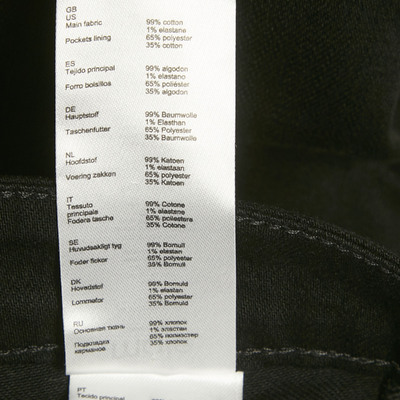 GB
US
Main fabric 99% cotton
1% elastane
Pockets lining 65% polyester
35% cotton
ES
Tejido principal 99% algodon
1% elastano
Forro bolsillos 65% poliéster
35% algodon
DE
Hauptstoff 99% Baumwolle
1% Elasthan
Taschenfutter 65% Polyester
35% Baumwolle
NL
Hoofdstof 99% Katoen
1% elastaan
Voering zakken 65% polyester
35% Katoen
IT
Tessuto 99% Cotone
principale 1% elastane
Fodera tasche 65% poliestere
35% Cotone
SE
Huvudsakligt tyg 99% Bomull
1% elastan
Foder fickor 65% polyester
35% Bomull
DK
Hovedstof 99% Bomuld
1% elastan
Lommefor 65% polyester
35% Bomuld
RU
Основная ткань 99% хлопок
1% эластан
Подкладка 65% полиэстер
карманов 35% хлопок
PT
Tecido principal 99%